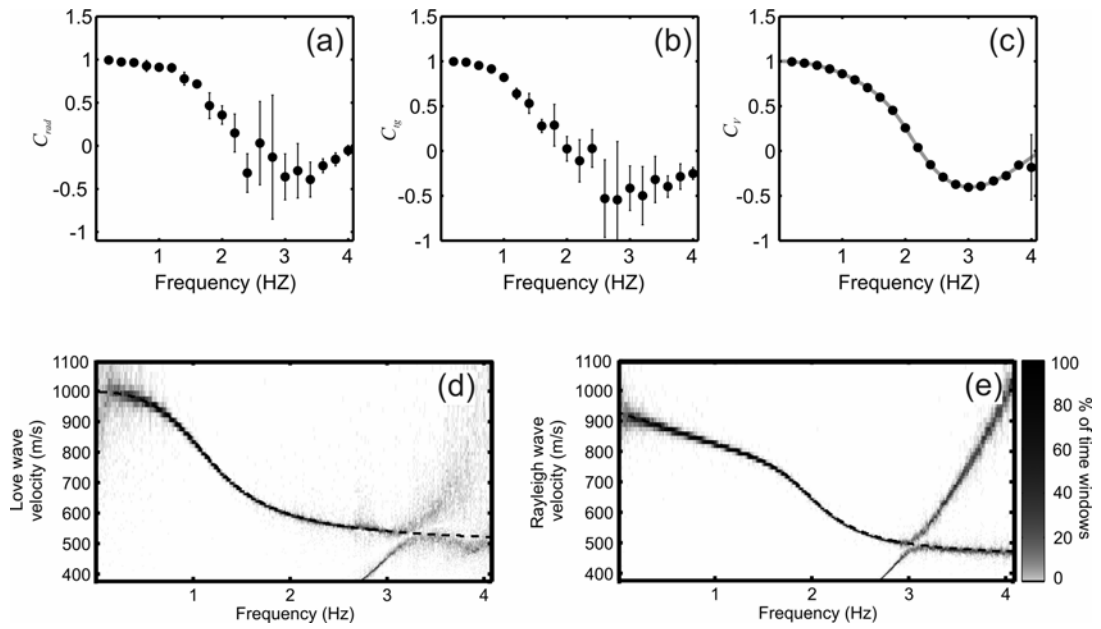 (a)
1.5
1
0.5
0
-0.5
-1
C_rad
1 2 3 4
Frequency (HZ)
(b)
1.5
1
0.5
0
-0.5
-1
C_tg
1 2 3 4
Frequency (HZ)
(c)
1.5
1
0.5
0
-0.5
-1
C_V
1 2 3 4
Frequency (HZ)
(d)
1100
1000
900
800
700
600
500
400
Love wave
velocity (m/s)
0 1 2 3 4
Frequency (Hz)
(e)
1100
1000
900
800
700
600
500
400
Rayleigh wave
velocity (m/s)
1 2 3 4
Frequency (Hz)
100
80
60
40
20
0
% of time windows